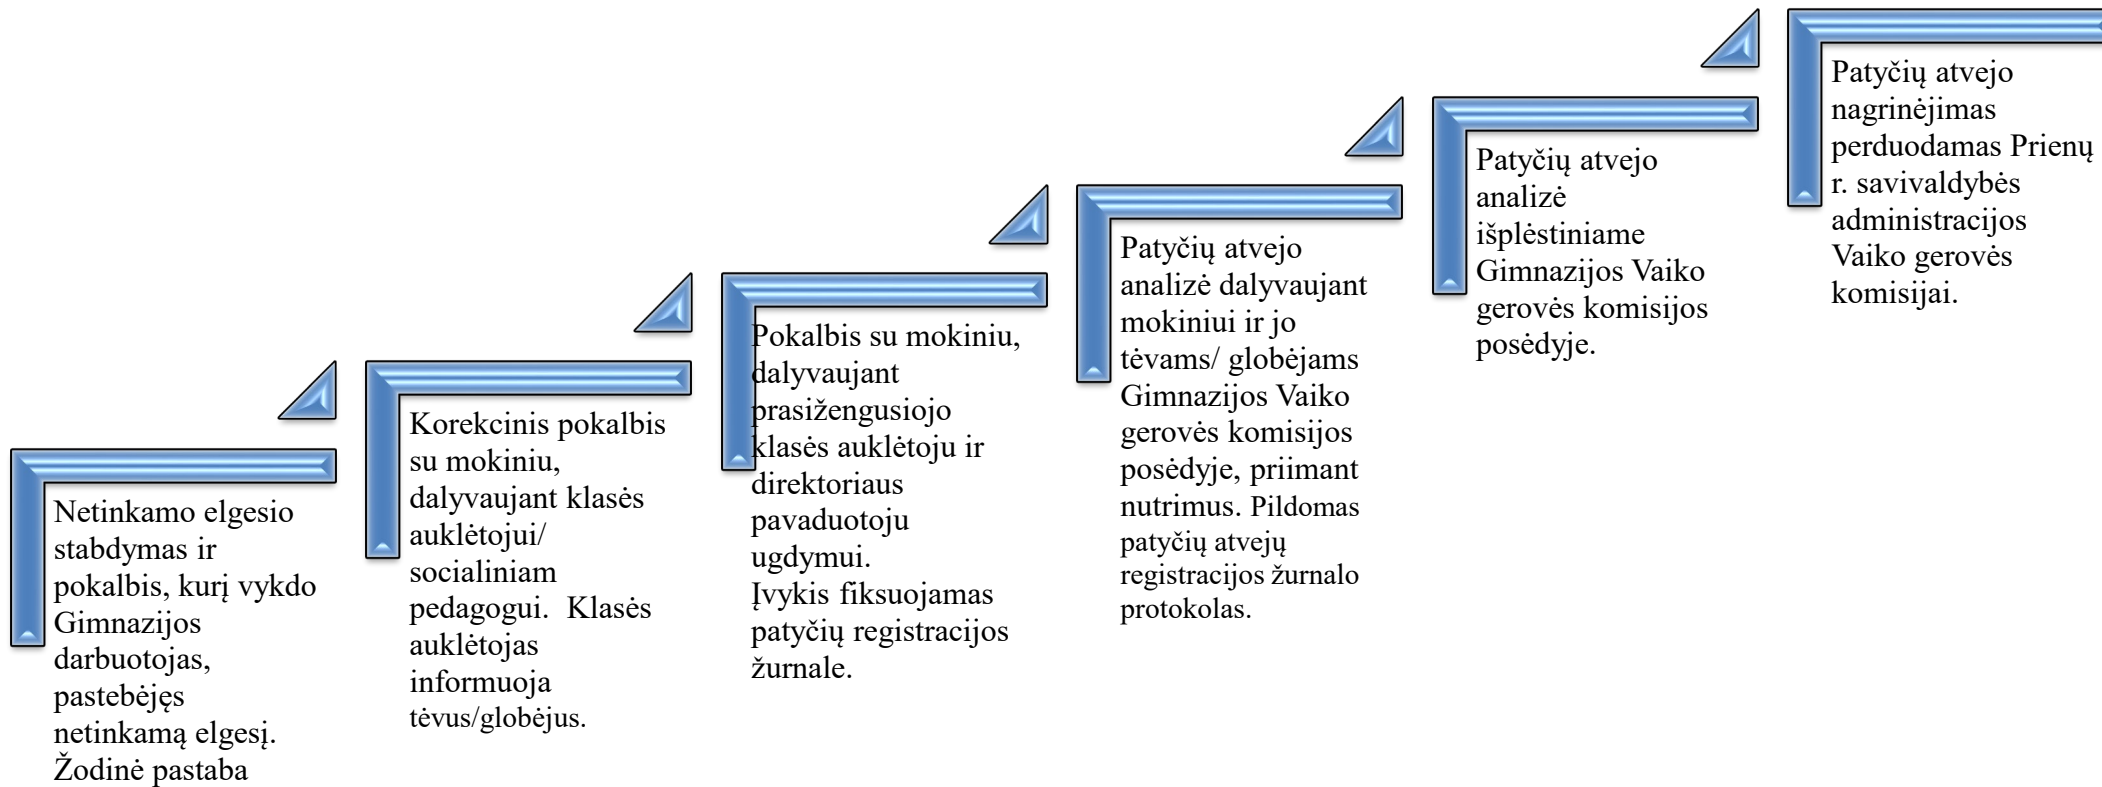 Netinkamo elgesio
stabdymas ir
pokalbis, kurį vykdo
Gimnazijos
darbuotojas,
pastebėjęs
netinkamą elgesį.
Žodinė pastaba
Korekcinis pokalbis
su mokiniu,
dalyvaujant klasės
auklėtojui/
socialiniam
pedagogui.  Klasės
auklėtojas
informuoja
tėvus/globėjus.
Pokalbis su mokiniu,
dalyvaujant
prasižengusiojo
klasės auklėtoju ir
direktoriaus
pavaduotoju
ugdymui.
Įvykis fiksuojamas
patyčių registracijos
žurnale.
Patyčių atvejo
analizė dalyvaujant
mokiniui ir jo
tėvams/ globėjams
Gimnazijos Vaiko
gerovės komisijos
posėdyje, priimant
nutrimus. Pildomas
patyčių atvejų
registracijos žurnalo
protokolas.
Patyčių atvejo
analizė
išplėstiniame
Gimnazijos Vaiko
gerovės komisijos
posėdyje.
Patyčių atvejo
nagrinėjimas
perduodamas Prienų
r. savivaldybės
administracijos
Vaiko gerovės
komisijai.